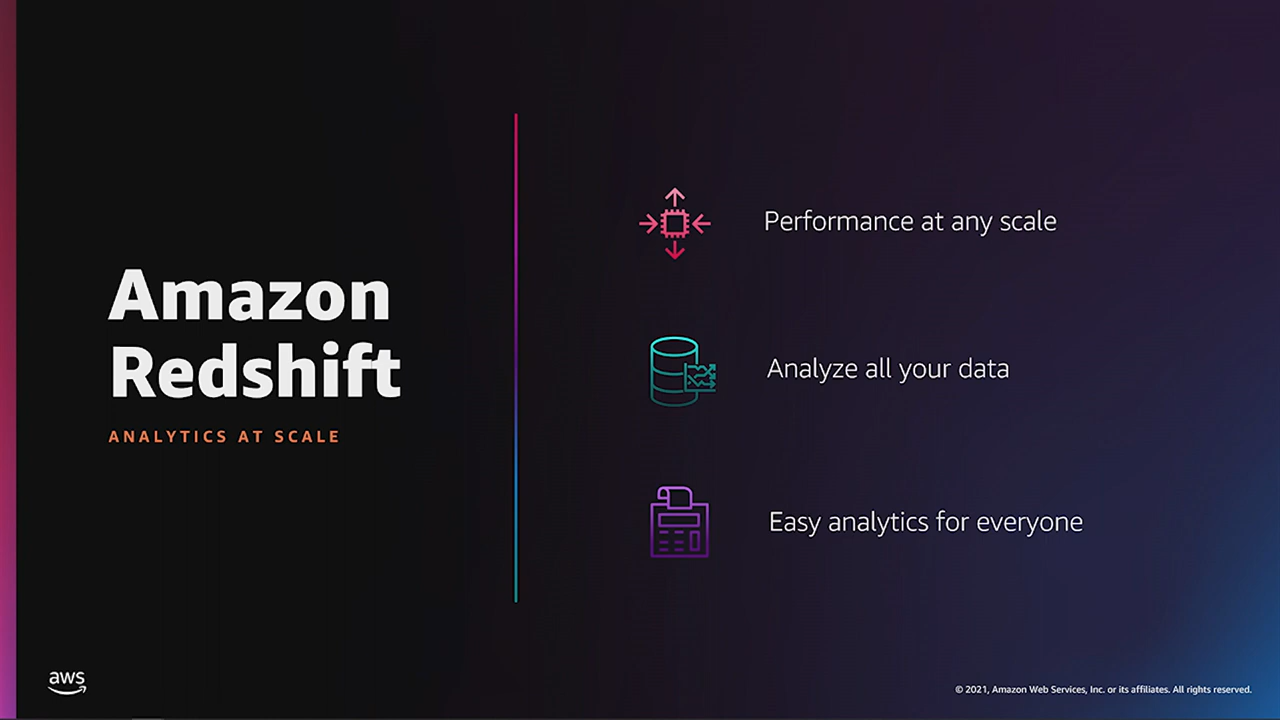 Amazon
Redshift
ANALYTICS AT SCALE
Performance at any scale
Analyze all your data
Easy analytics for everyone
aws
© 2021, Amazon Web Services, Inc. or its affiliates. All rights reserved.